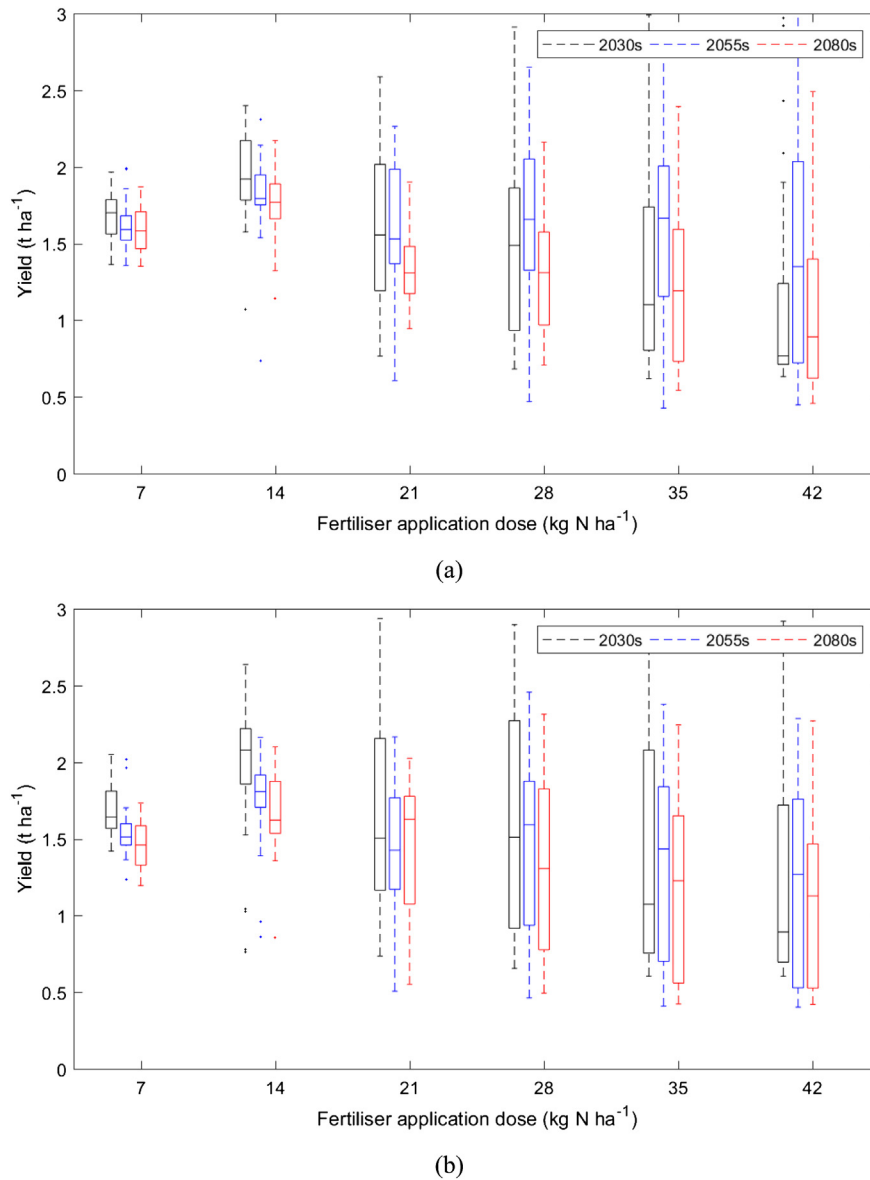 3
2.5
2
1.5
1
0.5
0
Yield (t ha⁻¹)
2030s 2055s 2080s
7 14 21 28 35 42
Fertiliser application dose (kg N ha⁻¹)
(a)
3
2.5
2
1.5
1
0.5
0
Yield (t ha⁻¹)
2030s 2055s 2080s
7 14 21 28 35 42
Fertiliser application dose (kg N ha⁻¹)
(b)